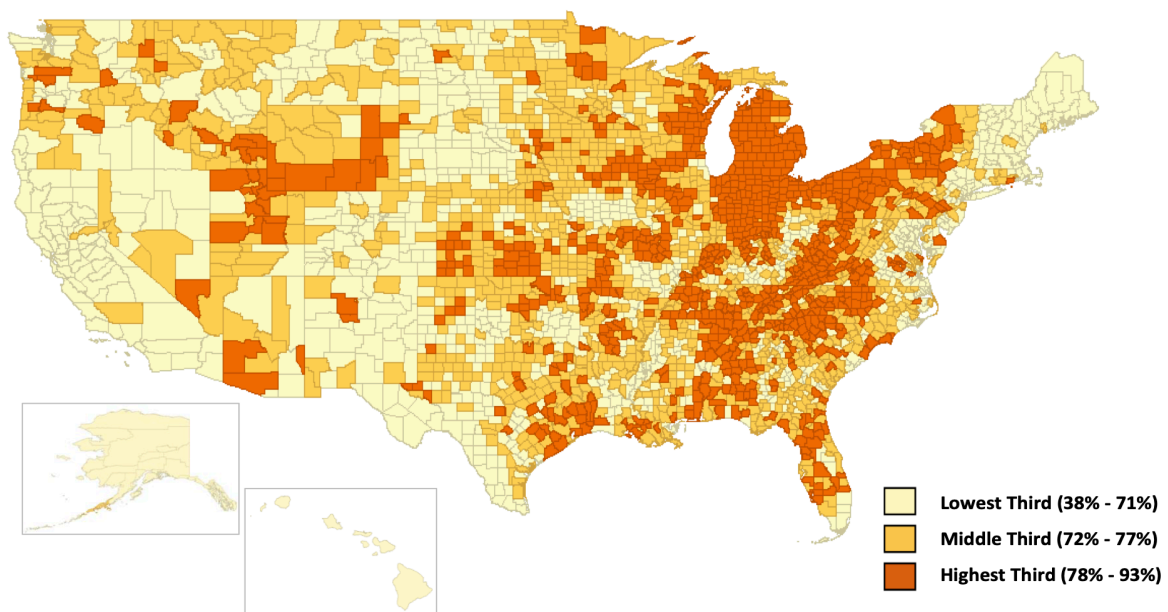 Lowest Third (38% - 71%)
Middle Third (72% - 77%)
Highest Third (78% - 93%)